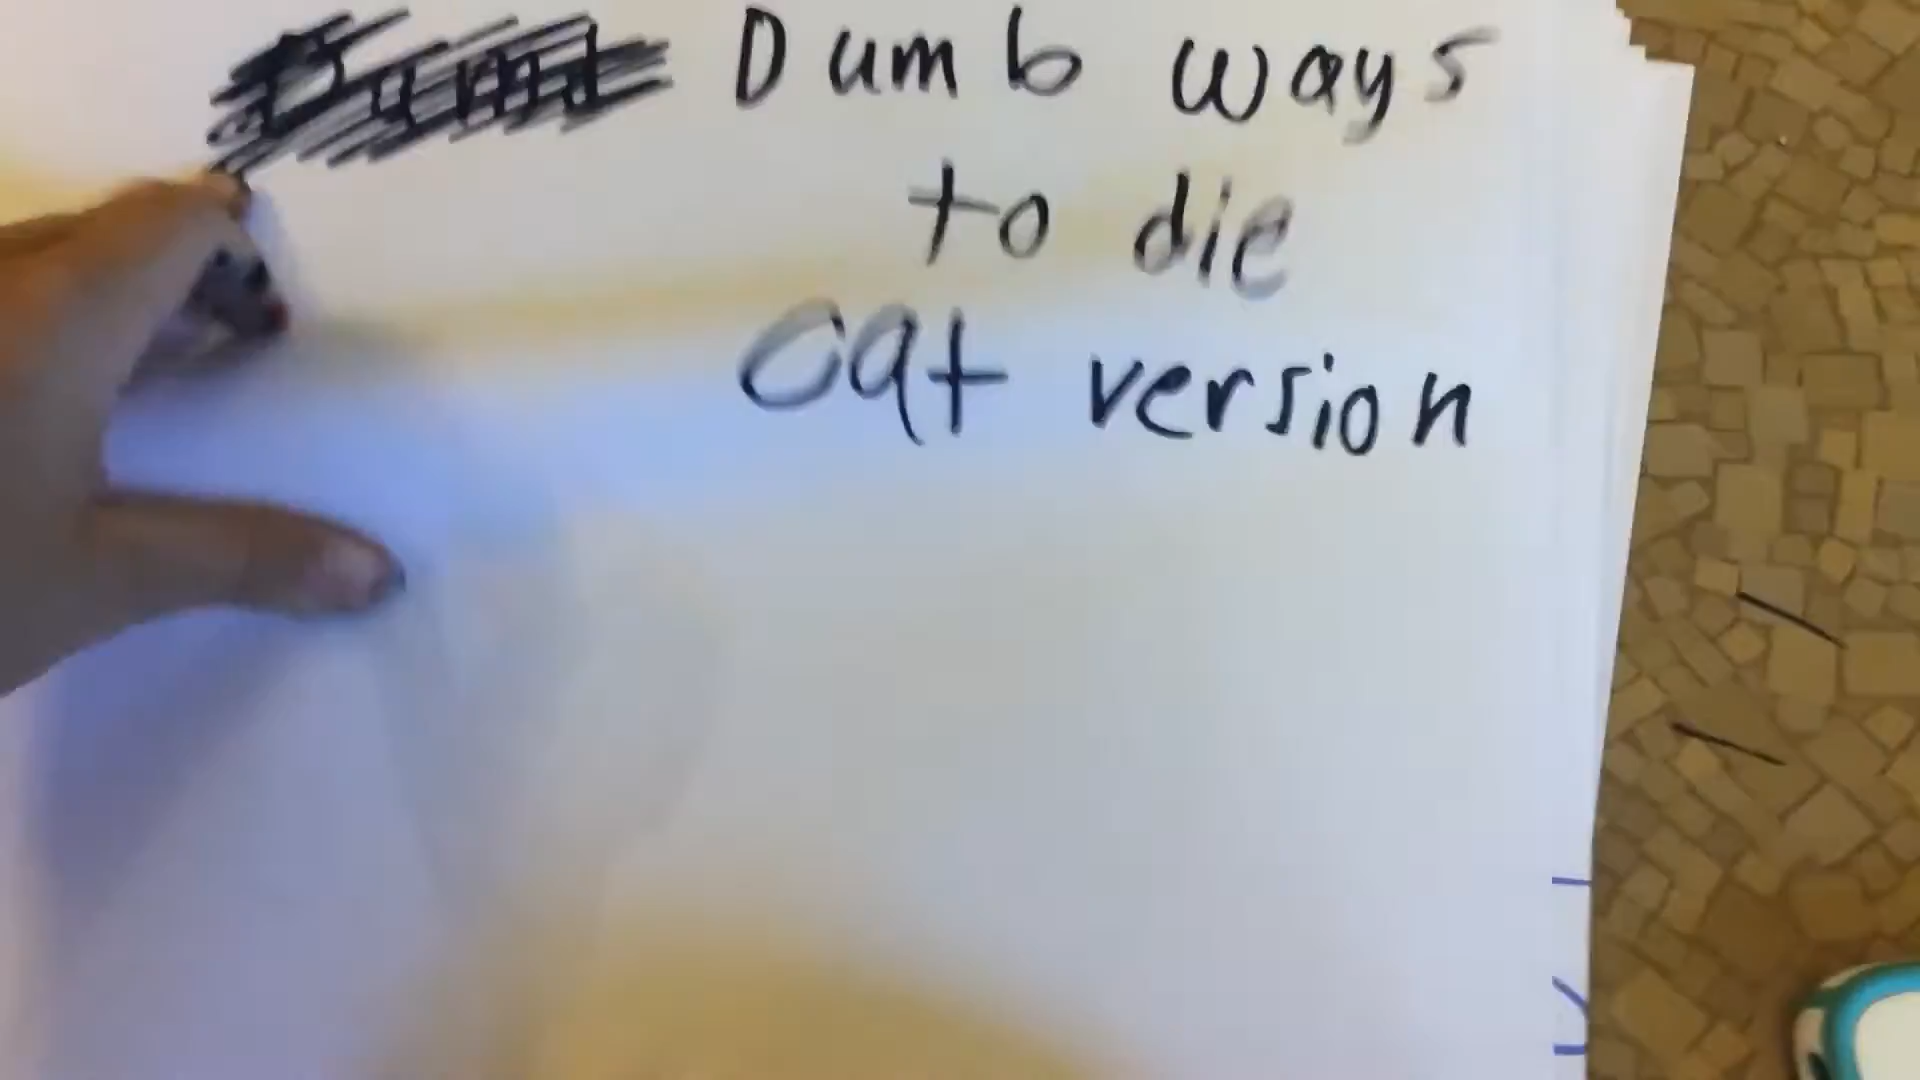 Dumb ways
to die
cat version